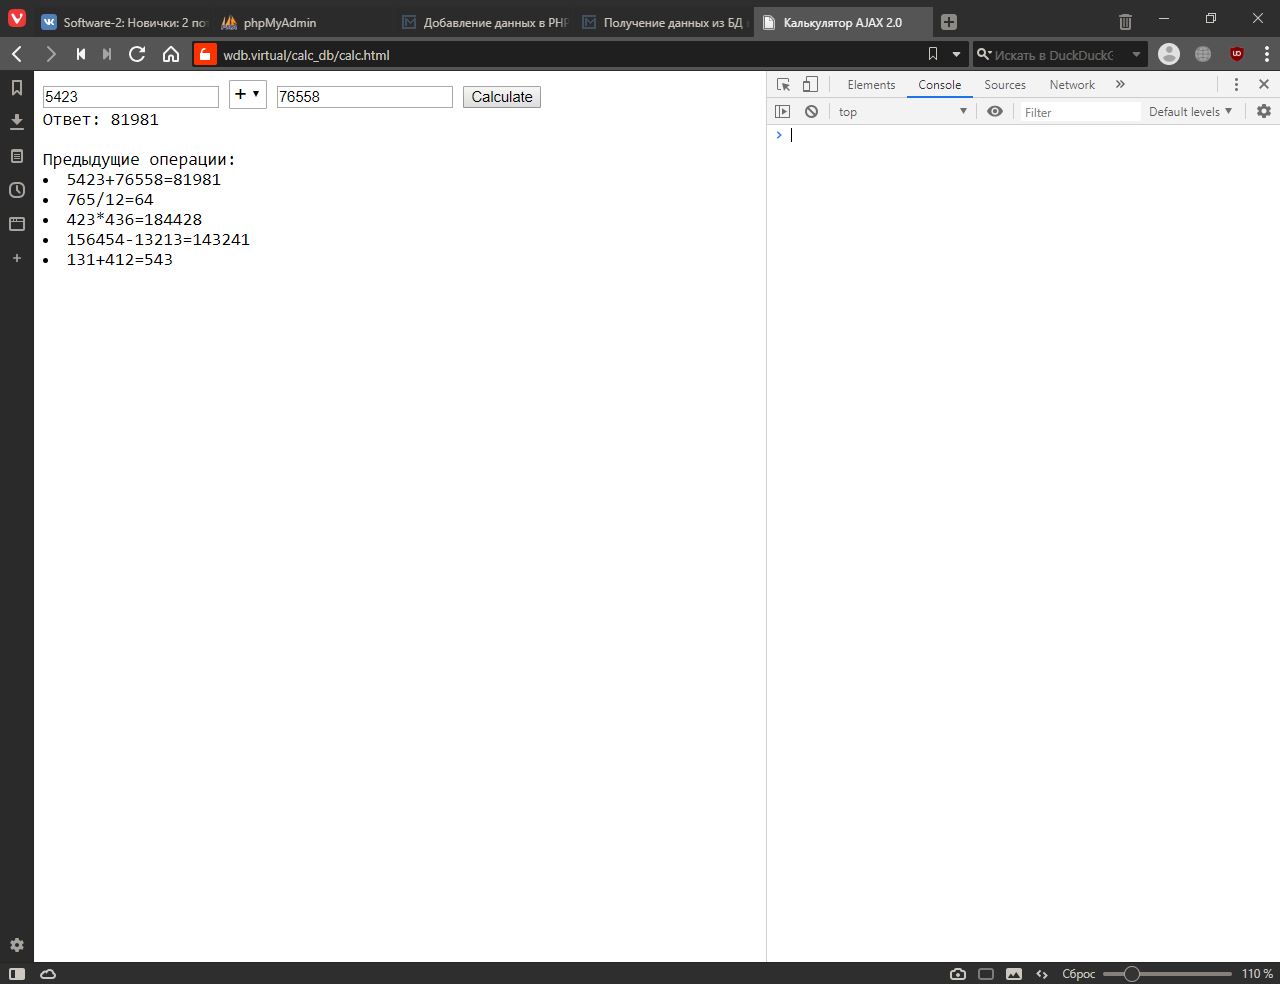 Software-2: Новички: 2 по
phpMyAdmin
Добавление данных в PHP
Получение данных из БД
Калькулятор AJAX 2.0
wdb.virtual/calc_db/calc.html
Искать в DuckDuckG
5423 + 76558 Calculate
Ответ: 81981
Предыдущие операции:
5423+76558=81981
765/12=64
423*436=184428
156454-13213=143241
131+412=543
Elements Console Sources Network
top Filter Default levels
Сброс 110 %